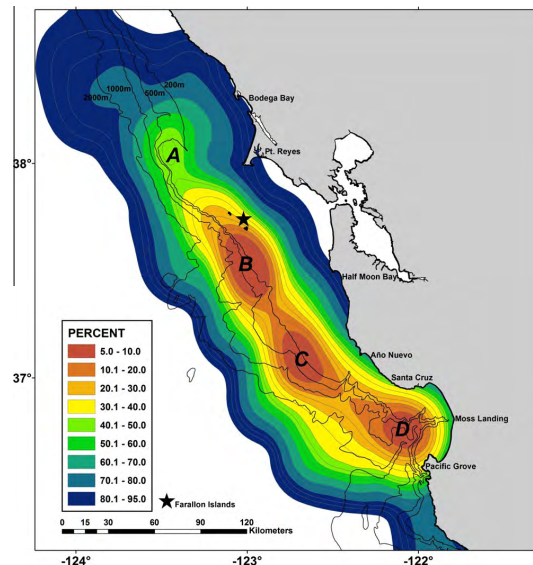 200m
1000m
500m
2000m
Bodega Bay
38°
A
Pt. Reyes
B
Half Moon Bay
PERCENT
5.0 - 10.0
10.1 - 20.0
20.1 - 30.0
30.1 - 40.0
40.1 - 50.0
50.1 - 60.0
60.1 - 70.0
70.1 - 80.0
80.1 - 95.0
C
Año Nuevo
37°
Santa Cruz
D
Moss Landing
Pacific Grove
Farallon Islands
0 15 30 60 90 120
Kilometers
-124° -123° -122°